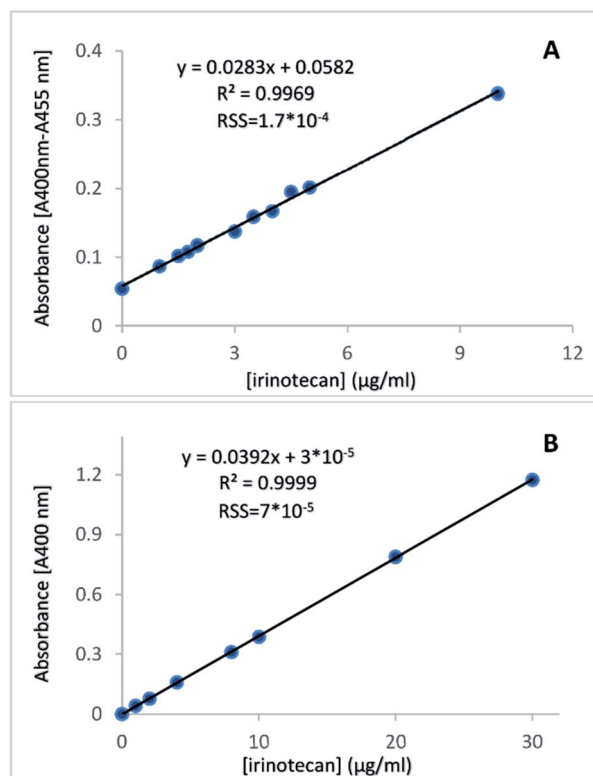 A
y = 0.0283x + 0.0582
R² = 0.9969
RSS=1.7*10⁻⁴
Absorbance [A400nm-A455 nm]
0.4
0.3
0.2
0.1
0
0 3 6 9 12
[irinotecan] (µg/ml)
B
y = 0.0392x + 3*10⁻⁵
R² = 0.9999
RSS=7*10⁻⁵
Absorbance [A400 nm]
1.2
0.9
0.6
0.3
0
0 10 20 30
[irinotecan] (µg/ml)